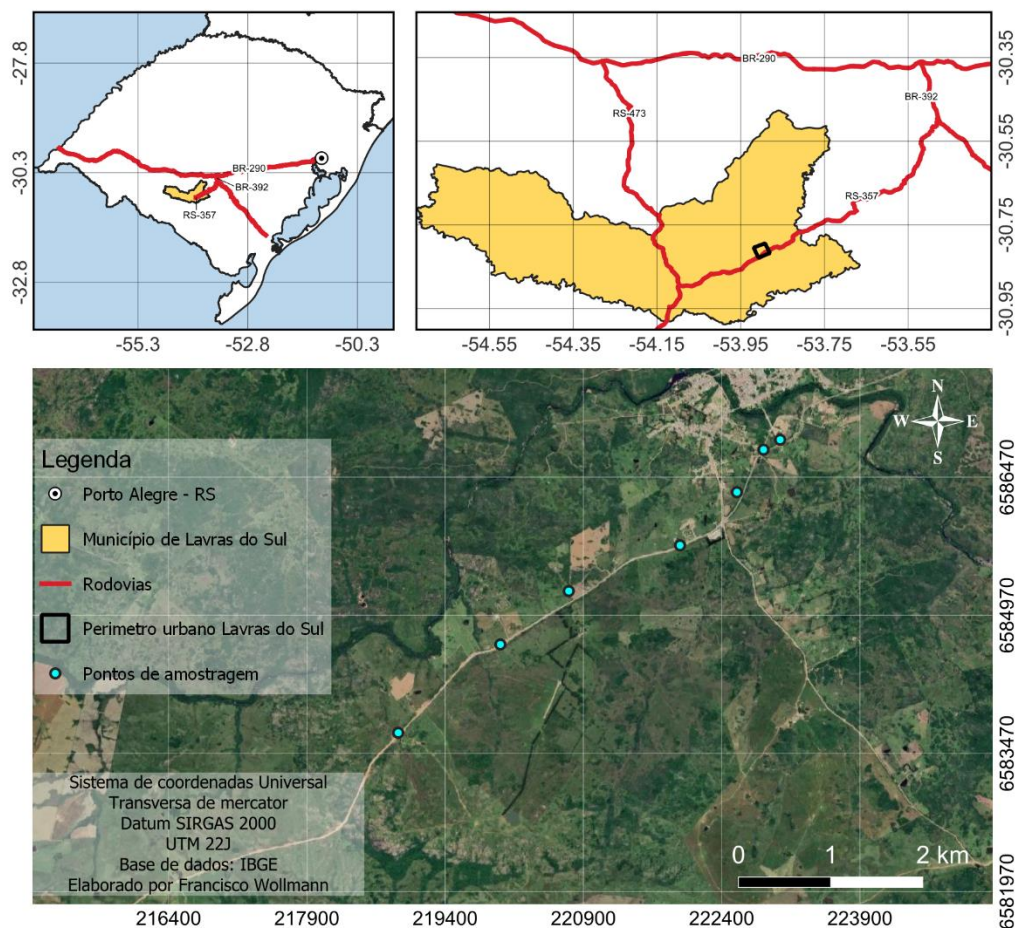 -27.8
-30.3
-32.8
BR-290
BR-392
RS-357
-55.3
-52.8
-50.3
BR-290
RS-473
BR-392
RS-357
-30.35
-30.55
-30.75
-30.95
-54.55
-54.35
-54.15
-53.95
-53.75
-53.55
N
W
E
S
Legenda
Porto Alegre - RS
Município de Lavras do Sul
Rodovias
Perimetro urbano Lavras do Sul
Pontos de amostragem
Sistema de coordenadas Universal
Transversa de mercator
Datum SIRGAS 2000
UTM 22J
Base de dados: IBGE
Elaborado por Francisco Wollmann
0 1 2 km
6586470
6584970
6583470
6581970
216400
217900
219400
220900
222400
223900